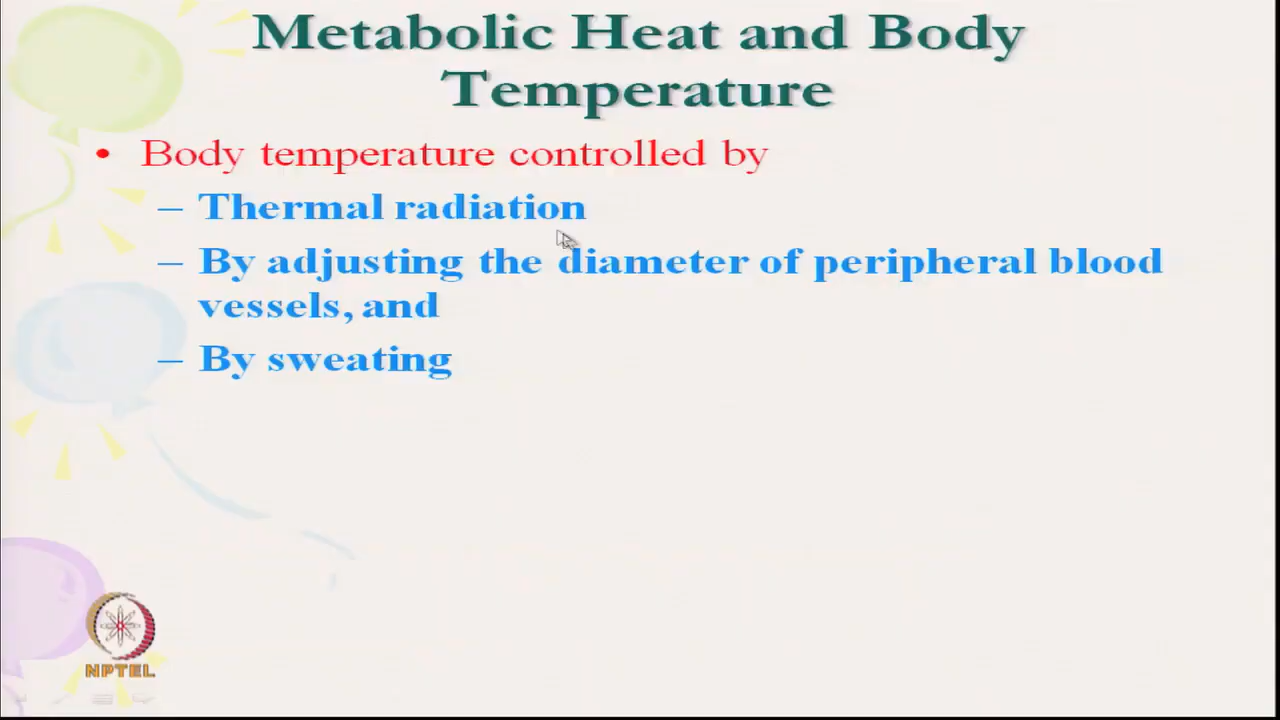 Metabolic Heat and Body
Temperature
• Body temperature controlled by
– Thermal radiation
– By adjusting the diameter of peripheral blood
vessels, and
– By sweating
NPTEL